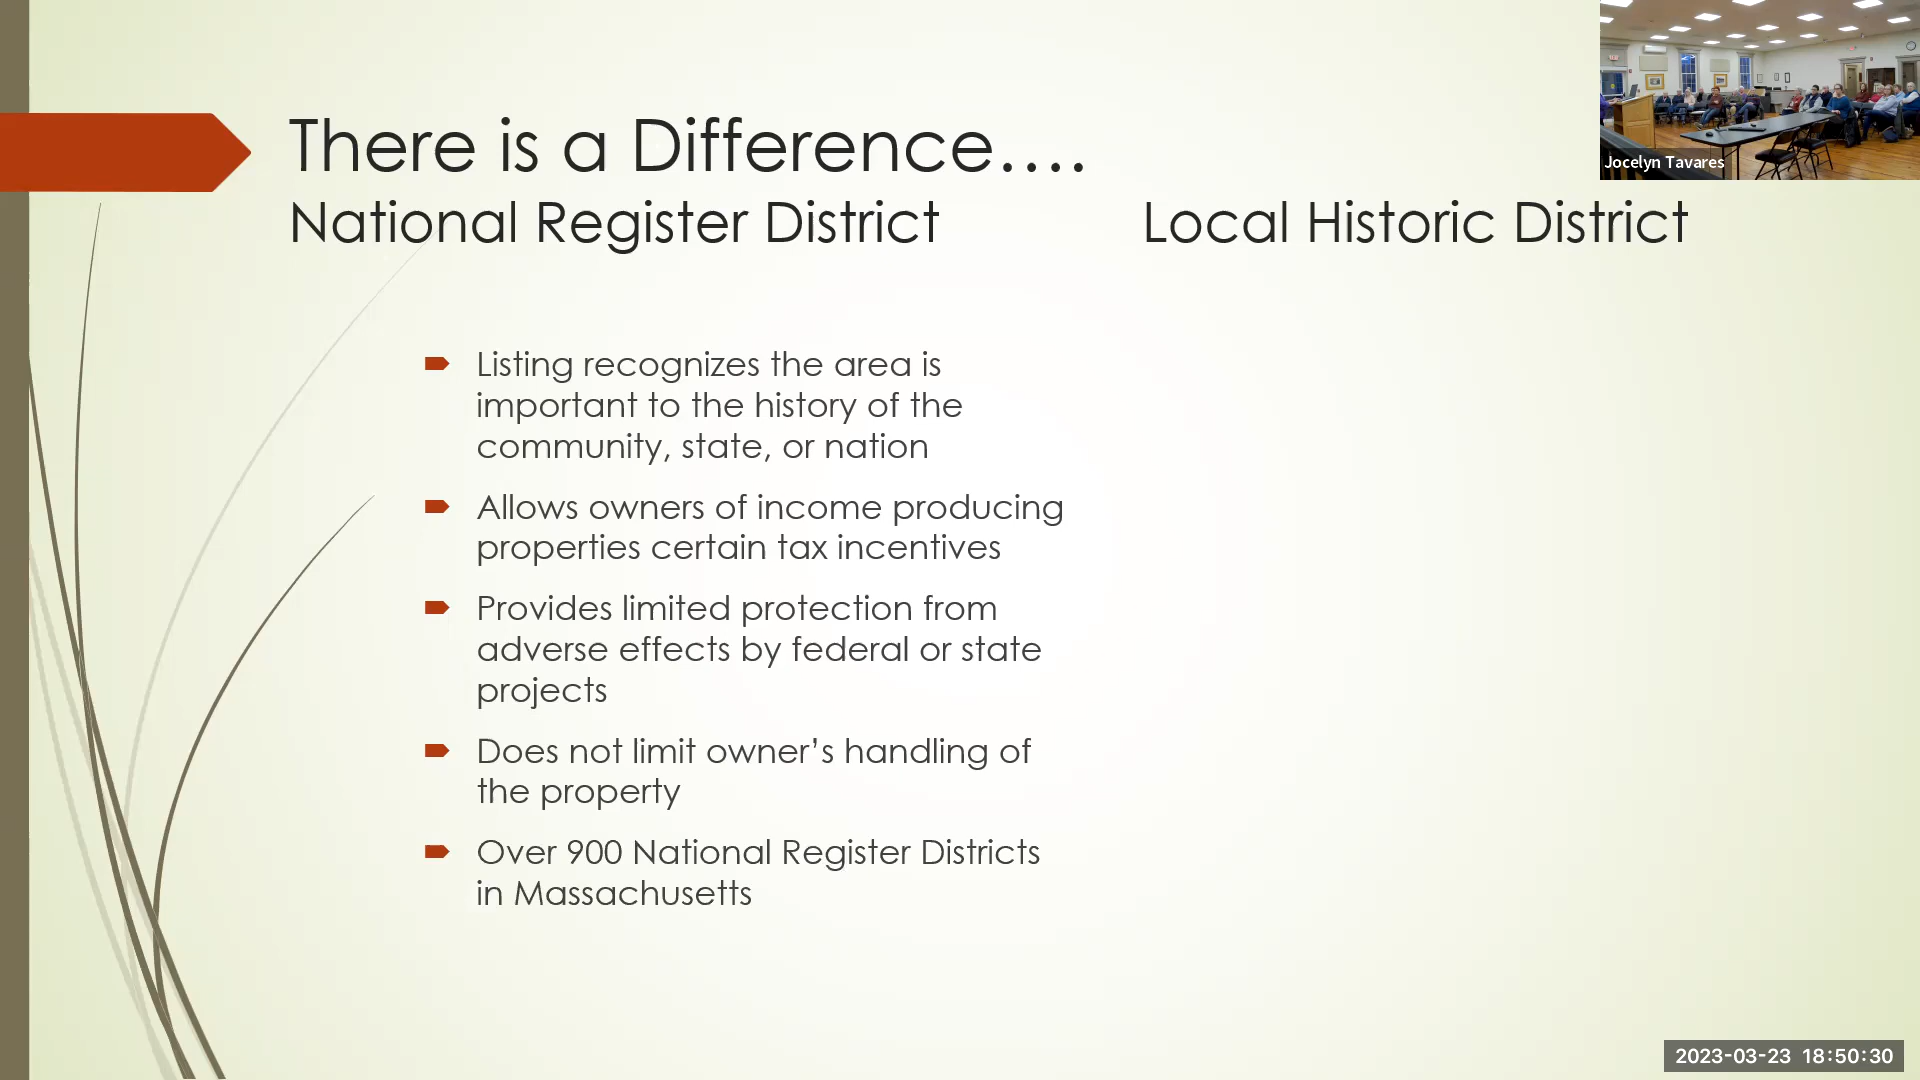 There is a Difference....
National Register District
Local Historic District
Listing recognizes the area is
important to the history of the
community, state, or nation
Allows owners of income producing
properties certain tax incentives
Provides limited protection from
adverse effects by federal or state
projects
Does not limit owner’s handling of
the property
Over 900 National Register Districts
in Massachusetts
Jocelyn Tavares
2023-03-23 18:50:30